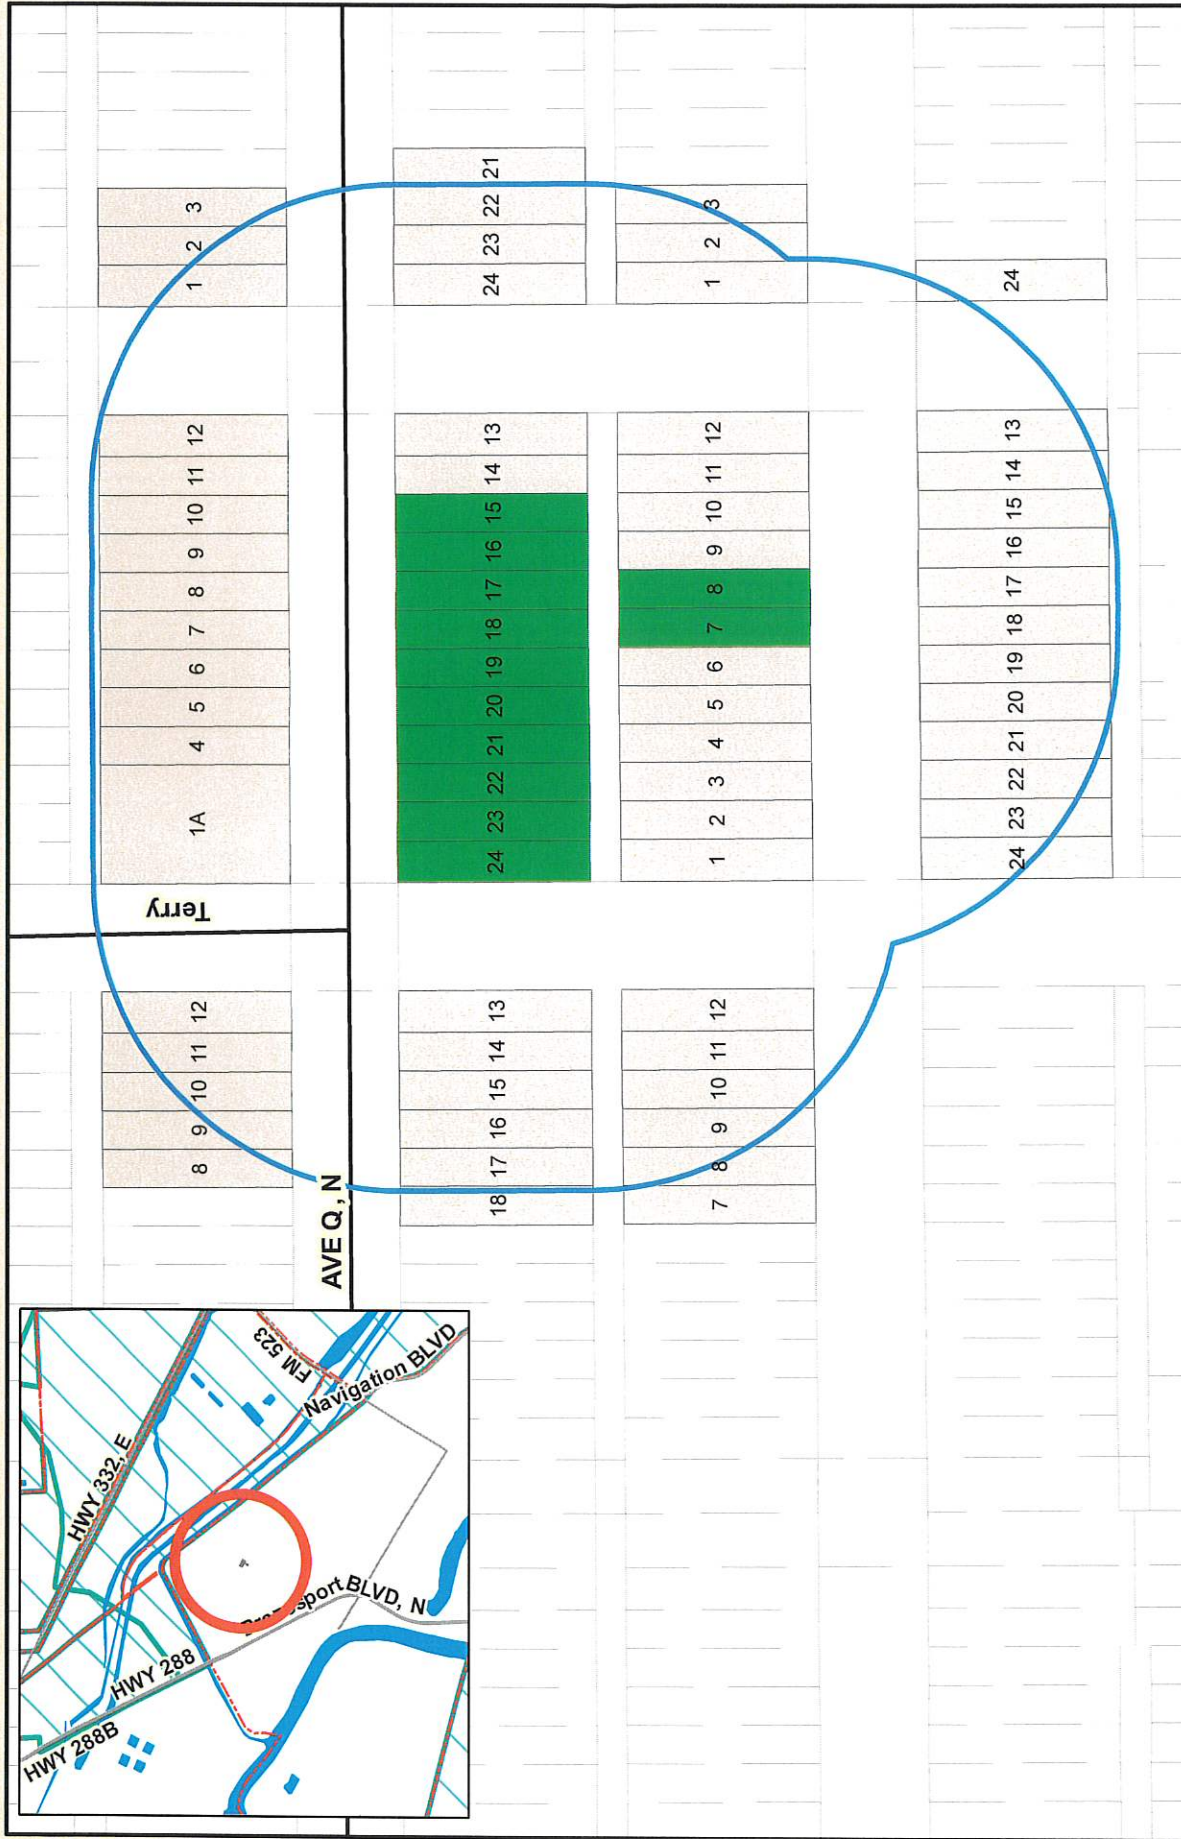 8 9 10 11 12
Terry
1A 4 5 6 7 8 9 10 11 12
1 2 3
AVE Q, N
18 17 16 15 14 13
24 23 22 21 20 19 18 17 16 15 14 13
24 23 22 21
7 8 9 10 11 12
1 2 3 4 5 6 7 8 9 10 11 12
1 2 3
24 23 22 21 20 19 18 17 16 15 14 13
24
HWY 332, E
FM 523
Navigation BLVD
BLVD, N
HWY 288
HWY 288B